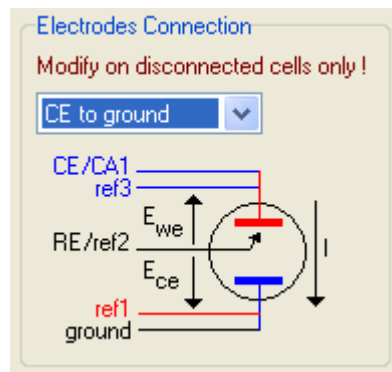 Electrodes Connection
Modify on disconnected cells only !
CE to ground
CE/CA1
ref3
Ewe
RE/ref2
I
Ece
ref1
ground